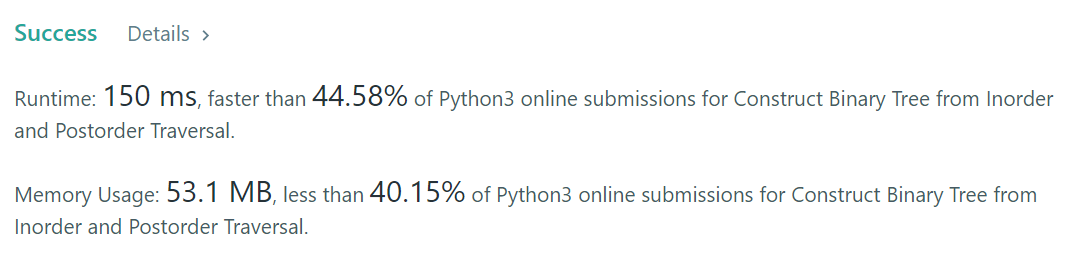 Success Details >
Runtime: 150 ms, faster than 44.58% of Python3 online submissions for Construct Binary Tree from Inorder
and Postorder Traversal.
Memory Usage: 53.1 MB, less than 40.15% of Python3 online submissions for Construct Binary Tree from
Inorder and Postorder Traversal.